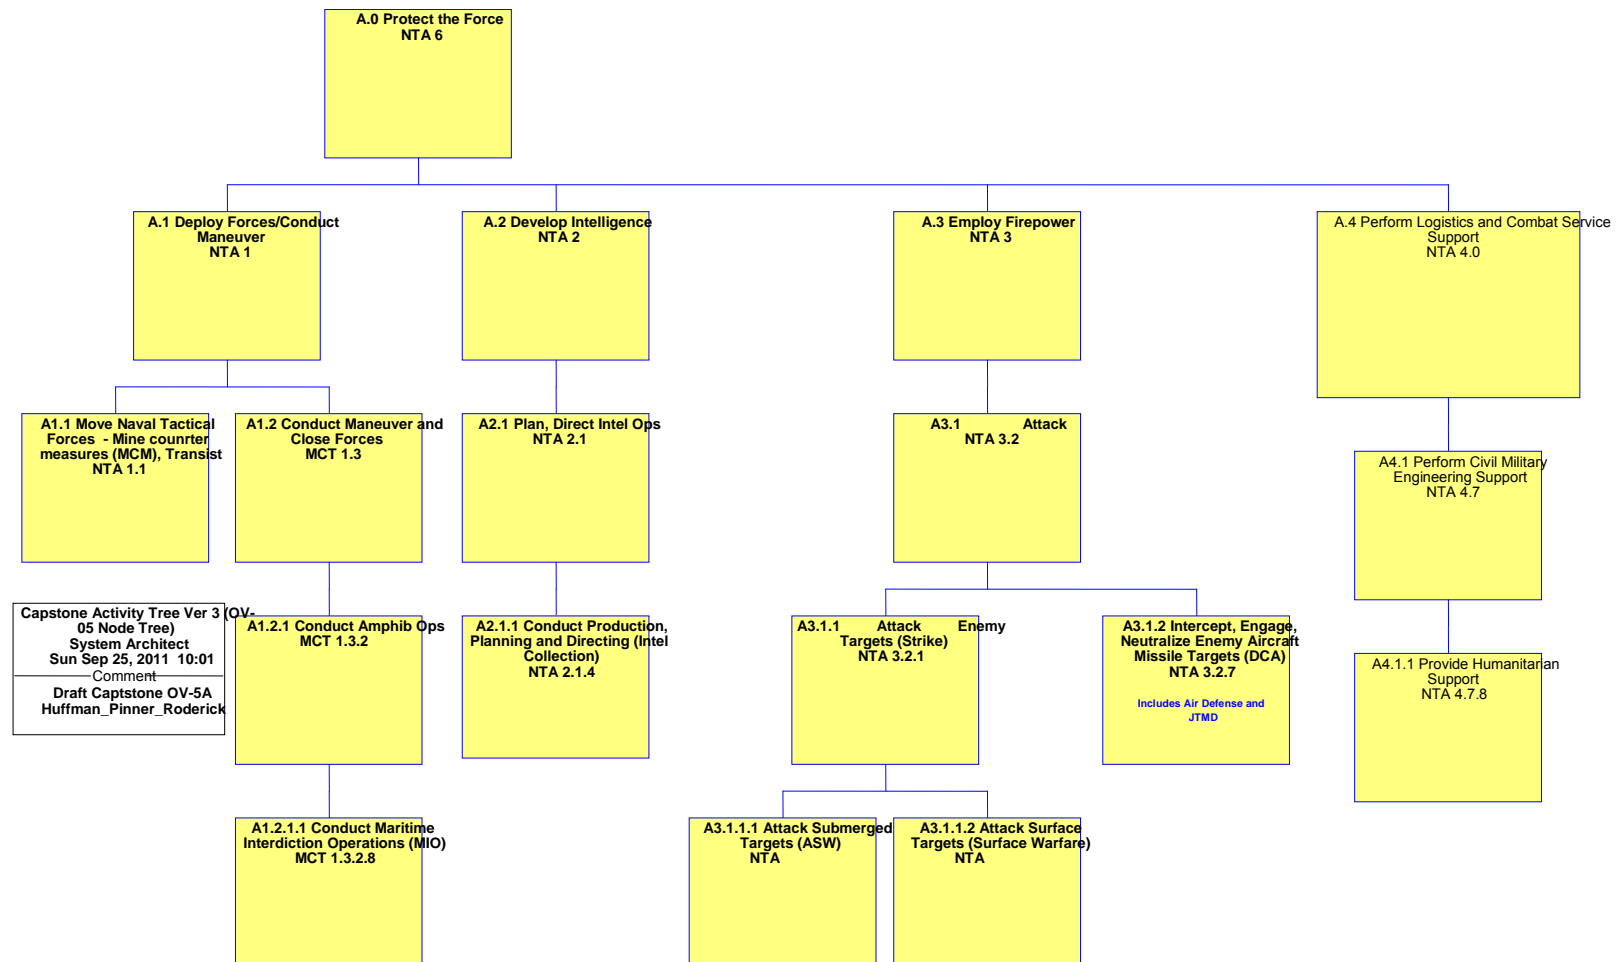 A.0 Protect the Force
NTA 6
A.1 Deploy Forces/Conduct
Maneuver
NTA 1
A.2 Develop Intelligence
NTA 2
A.3 Employ Firepower
NTA 3
A.4 Perform Logistics and Combat Service
Support
NTA 4.0
A1.1 Move Naval Tactical
Forces - Mine counrter
measures (MCM), Transist
NTA 1.1
A1.2 Conduct Maneuver and
Close Forces
MCT 1.3
A2.1 Plan, Direct Intel Ops
NTA 2.1
A3.1 Attack
NTA 3.2
A4.1 Perform Civil Military
Engineering Support
NTA 4.7
Capstone Activity Tree Ver 3 (OV-
05 Node Tree)
System Architect
Sun Sep 25, 2011 10:01
Comment
Draft Captstone OV-5A
Huffman_Pinner_Roderick
A1.2.1 Conduct Amphib Ops
MCT 1.3.2
A2.1.1 Conduct Production,
Planning and Directing (Intel
Collection)
NTA 2.1.4
A3.1.1 Attack Enemy
Targets (Strike)
NTA 3.2.1
A3.1.2 Intercept, Engage,
Neutralize Enemy Aircraft
Missile Targets (DCA)
NTA 3.2.7
Includes Air Defense and
JTMD
A4.1.1 Provide Humanitarian
Support
NTA 4.7.8
A1.2.1.1 Conduct Maritime
Interdiction Operations (MIO)
MCT 1.3.2.8
A3.1.1.1 Attack Submerged
Targets (ASW)
NTA
A3.1.1.2 Attack Surface
Targets (Surface Warfare)
NTA